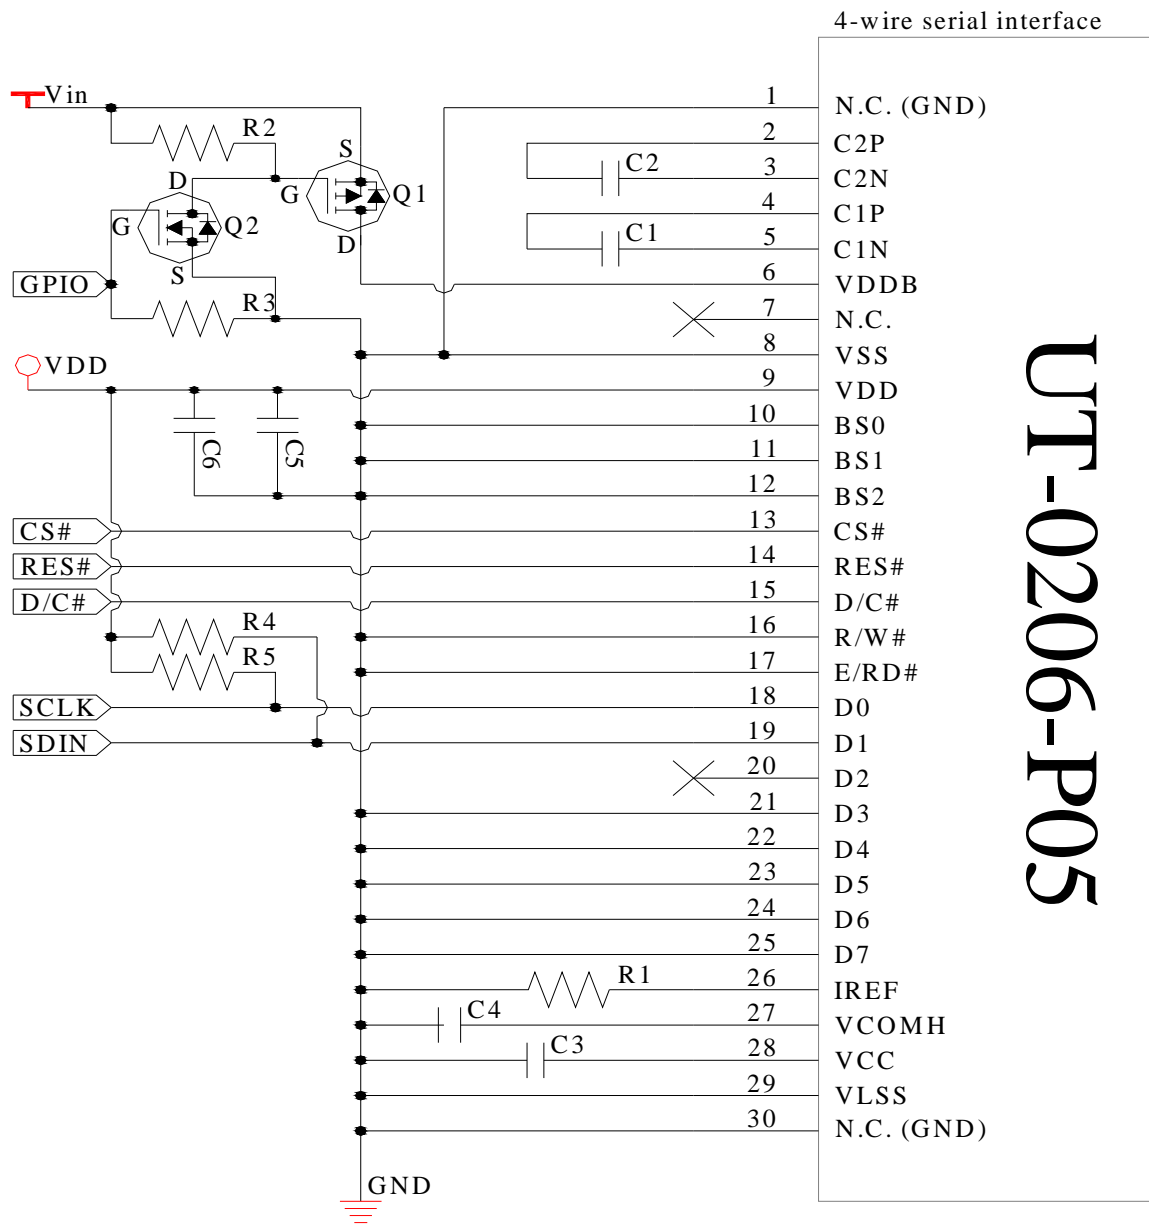 4-wire serial interface
Vin
1 N.C. (GND)
R2
2 C2P
S
D
C2
3 C2N
G
Q1
4 C1P
G
Q2
C1
D
5 C1N
S
GPIO
6 VDDB
R3
7 N.C.
8 VSS
VDD
9 VDD
10 BS0
C6
C5
11 BS1
12 BS2
CS#
13 CS#
RES#
14 RES#
D/C#
15 D/C#
R4
16 R/W#
R5
17 E/RD#
SCLK
18 D0
SDIN
19 D1
20 D2
21 D3
22 D4
23 D5
24 D6
25 D7
R1
26 IREF
C4
27 VCOMH
C3
28 VCC
29 VLSS
30 N.C. (GND)
GND
UT-0206-P05